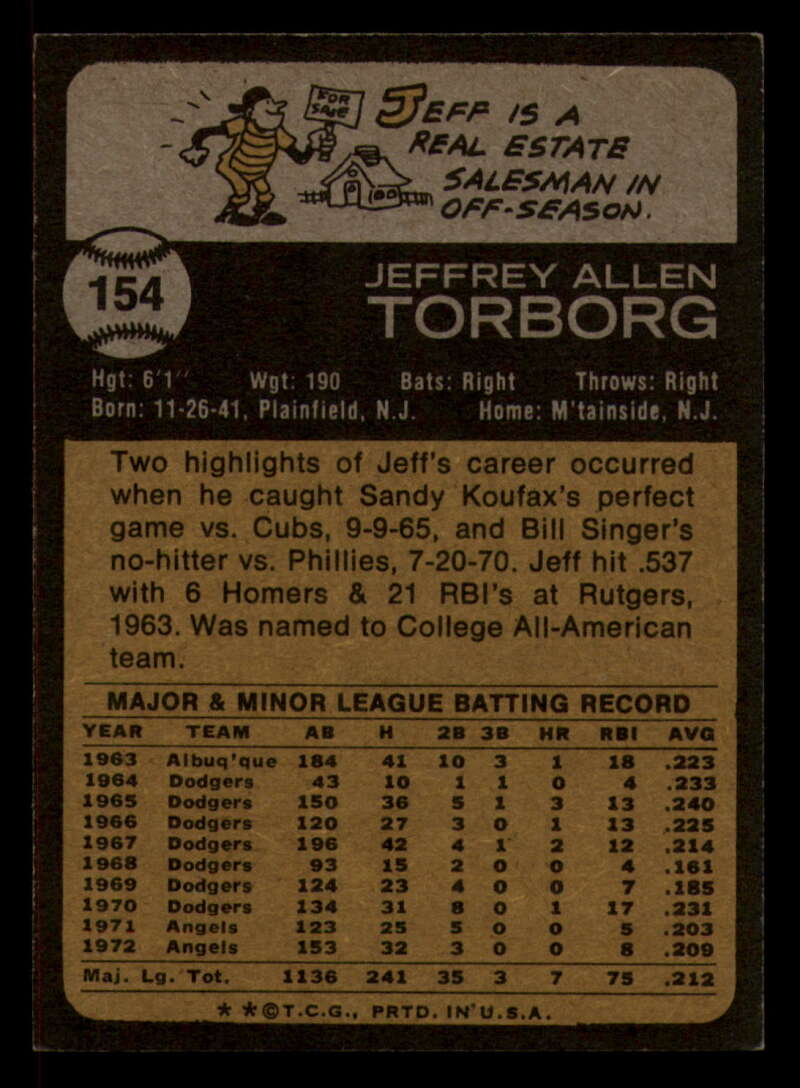 FOR
SALE
JEFF IS A
REAL ESTATE
SALESMAN IN
OFF-SEASON.
154
JEFFREY ALLEN
TORBORG
Hgt: 6'1" Wgt: 190 Bats: Right Throws: Right
Born: 11-26-41, Plainfield, N.J. Home: M'tainside, N.J.
Two highlights of Jeff's career occurred
when he caught Sandy Koufax's perfect
game vs. Cubs, 9-9-65, and Bill Singer's
no-hitter vs. Phillies, 7-20-70. Jeff hit .537
with 6 Homers & 21 RBI's at Rutgers,
1963. Was named to College All-American
team.
MAJOR & MINOR LEAGUE BATTING RECORD
YEAR TEAM AB H 2B 3B HR RBI AVG
1963 Albuq'que 184 41 10 3 1 18 .223
1964 Dodgers 43 10 1 1 0 4 .233
1965 Dodgers 150 36 5 1 3 13 .240
1966 Dodgers 120 27 3 0 1 13 .225
1967 Dodgers 196 42 4 1 2 12 .214
1968 Dodgers 93 15 2 0 0 4 .161
1969 Dodgers 124 23 4 0 0 7 .185
1970 Dodgers 134 31 8 0 1 17 .231
1971 Angels 123 25 5 0 0 5 .203
1972 Angels 153 32 3 0 0 8 .209
Maj. Lg. Tot. 1136 241 35 3 7 75 .212
* *©T.C.G., PRTD. IN U.S.A.